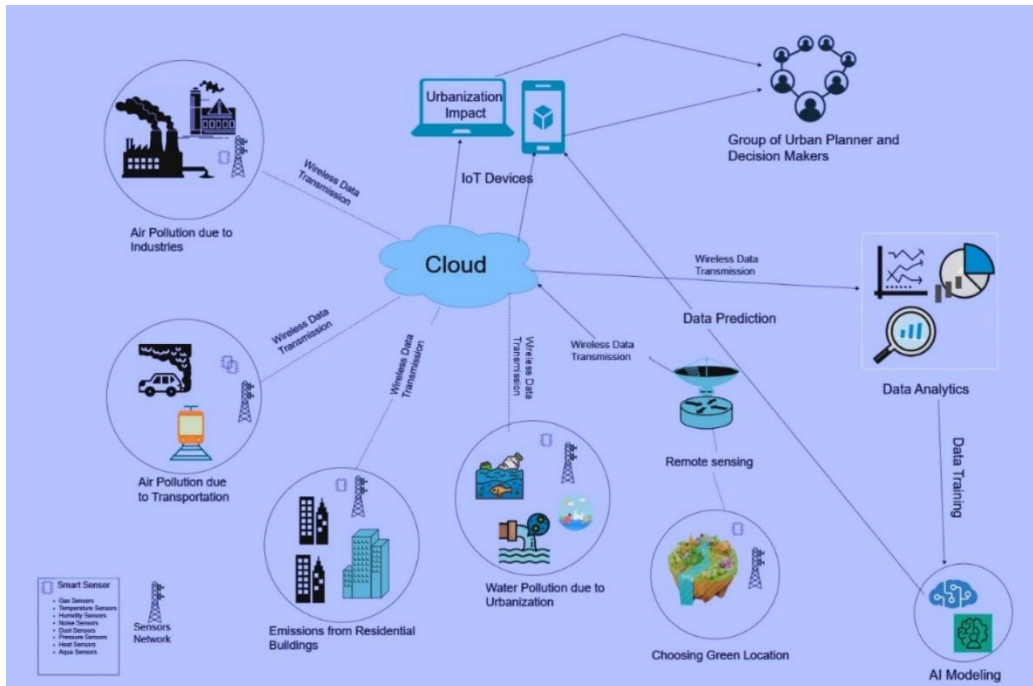 Urbanization
Impact
IoT Devices
Group of Urban Planner and
Decision Makers
Wireless Data
Transmission
Air Pollution due to
Industries
Cloud
Wireless Data
Transmission
Data Prediction
Wireless Data
Transmission
Wireless Data
Transmission
Wireless Data
Transmission
Wireless Data
Transmission
Data Analytics
Remote sensing
Data Training
Air Pollution due
to Transportation
Water Pollution due to
Urbanization
Emissions from Residential
Buildings
Choosing Green Location
AI Modeling
Smart Sensor
• Gas Sensors
• Temperature Sensors
• Humidity Sensors
• Noise Sensors
• Dust Sensors
• Pressure Sensors
• Heat Sensors
• Aqua Sensors
Sensors
Network